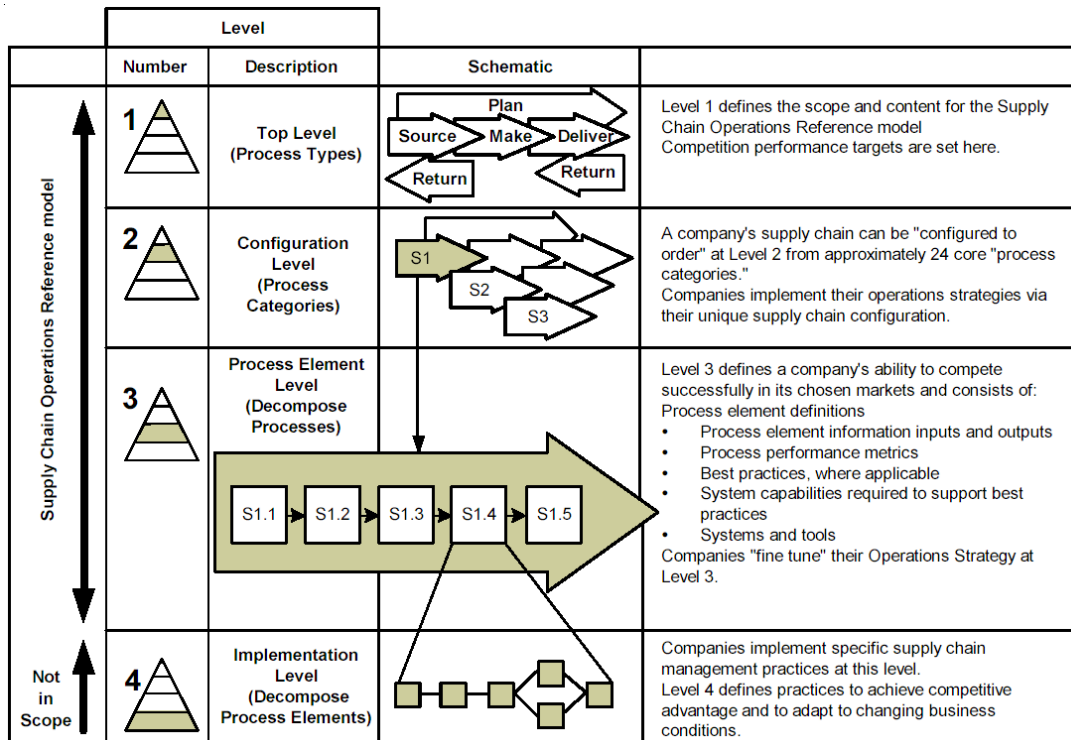 Level
Number
Description
Schematic
Supply Chain Operations Reference model
1
Top Level
(Process Types)
Plan
Source
Make
Deliver
Return
Return
Level 1 defines the scope and content for the Supply
Chain Operations Reference model
Competition performance targets are set here.
2
Configuration
Level
(Process
Categories)
S1
S2
S3
A company's supply chain can be "configured to
order" at Level 2 from approximately 24 core "process
categories."
Companies implement their operations strategies via
their unique supply chain configuration.
3
Process Element
Level
(Decompose
Processes)
S1.1
S1.2
S1.3
S1.4
S1.5
Level 3 defines a company's ability to compete
successfully in its chosen markets and consists of:
Process element definitions
• Process element information inputs and outputs
• Process performance metrics
• Best practices, where applicable
• System capabilities required to support best
practices
• Systems and tools
Companies "fine tune" their Operations Strategy at
Level 3.
Not
in
Scope
4
Implementation
Level
(Decompose
Process Elements)
Companies implement specific supply chain
management practices at this level.
Level 4 defines practices to achieve competitive
advantage and to adapt to changing business
conditions.